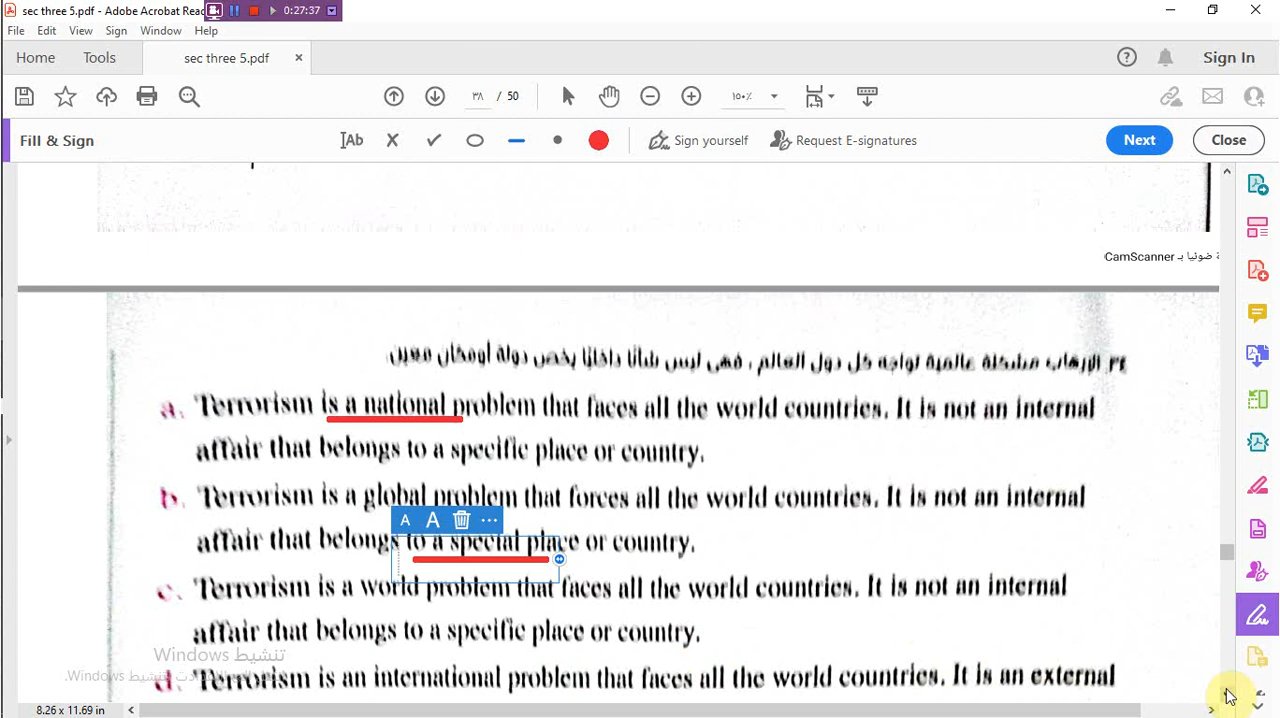 sec three 5.pdf - Adobe Acrobat Rea
0:27:37
File Edit View Sign Window Help
Home Tools sec three 5.pdf × Sign In
٣٨ / 50 ١٥٠٪
Fill & Sign Ab Sign yourself Request E-signatures Next Close
ة ضوئيا بـ CamScanner
٣٤. الإرهاب مشكلة عالمية تواجه كل دول العالم ، فهى ليس شأنًا داخليًا يخص دولة أومكان معين
a. Terrorism is a national problem that faces all the world countries. It is not an internal
affair that belongs to a specific place or country.
b. Terrorism is a global problem that forces all the world countries. It is not an internal
A A
affair that belongs to a special place or country.
c. Terrorism is a world problem that faces all the world countries. It is not an internal
affair that belongs to a specific place or country.
تنشيط Windows
d. Terrorism is an international problem that faces all the world countries. It is an external
تنشيط Windows.
8.26 x 11.69 in